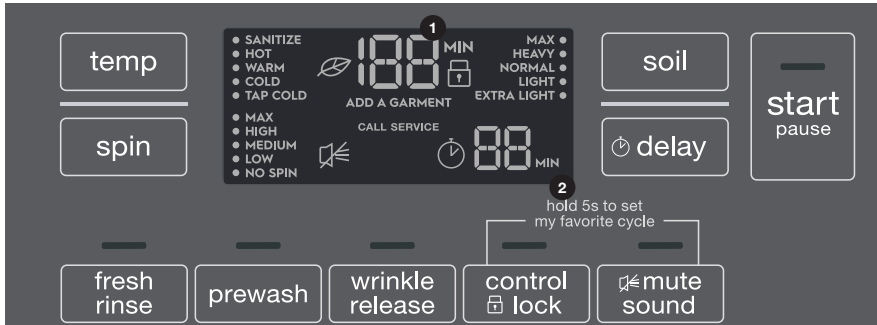 temp
spin
SANITIZE
HOT
WARM
COLD
TAP COLD
MAX
HIGH
MEDIUM
LOW
NO SPIN
1
188 MIN
ADD A GARMENT
CALL SERVICE
88 MIN
MAX
HEAVY
NORMAL
LIGHT
EXTRA LIGHT
soil
delay
start
pause
2
hold 5s to set
my favorite cycle
fresh
rinse
prewash
wrinkle
release
control
lock
mute
sound